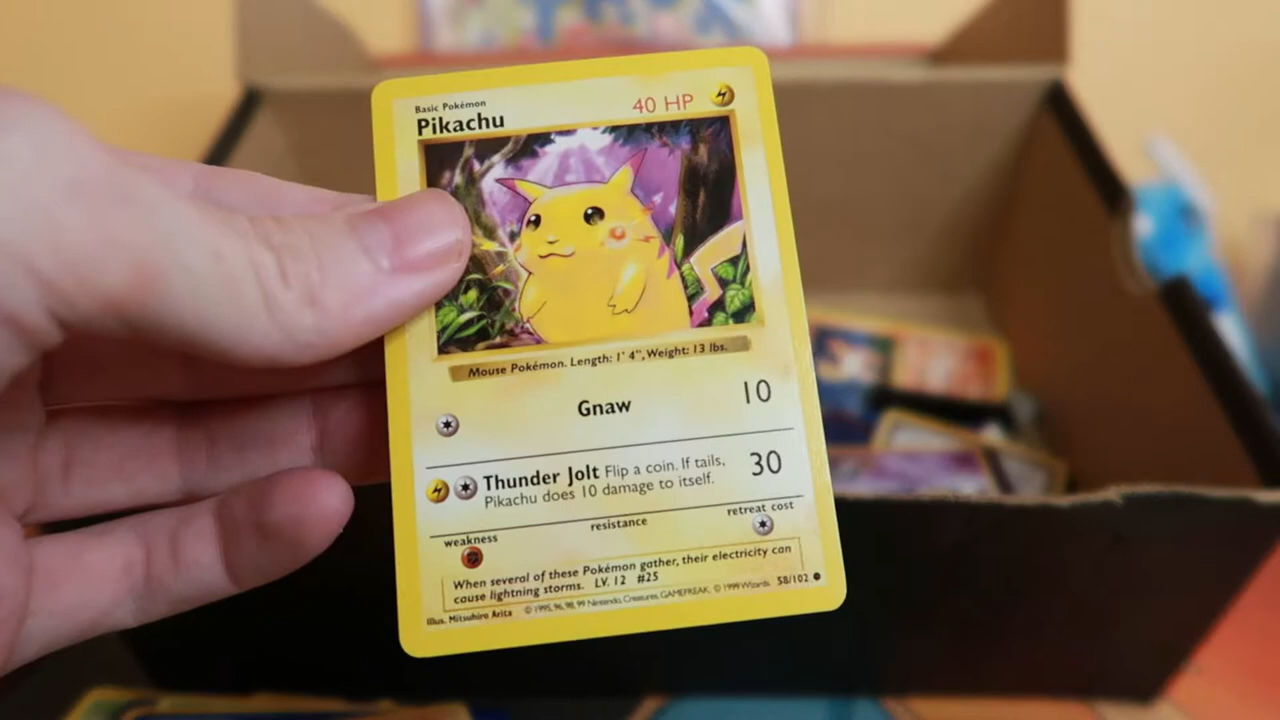 Basic Pokémon
Pikachu
40 HP
Mouse Pokémon. Length: 1' 4", Weight: 13 lbs.
Gnaw 10
Thunder Jolt Flip a coin. If tails, 30
Pikachu does 10 damage to itself.
weakness
resistance
retreat cost
When several of these Pokémon gather, their electricity can
cause lightning storms. LV. 12 #25
Illus. Mitsuhiro Arita © 1995, 96, 98, 99 Nintendo, Creatures, GAMEFREAK. © 1999 Wizards 58/102